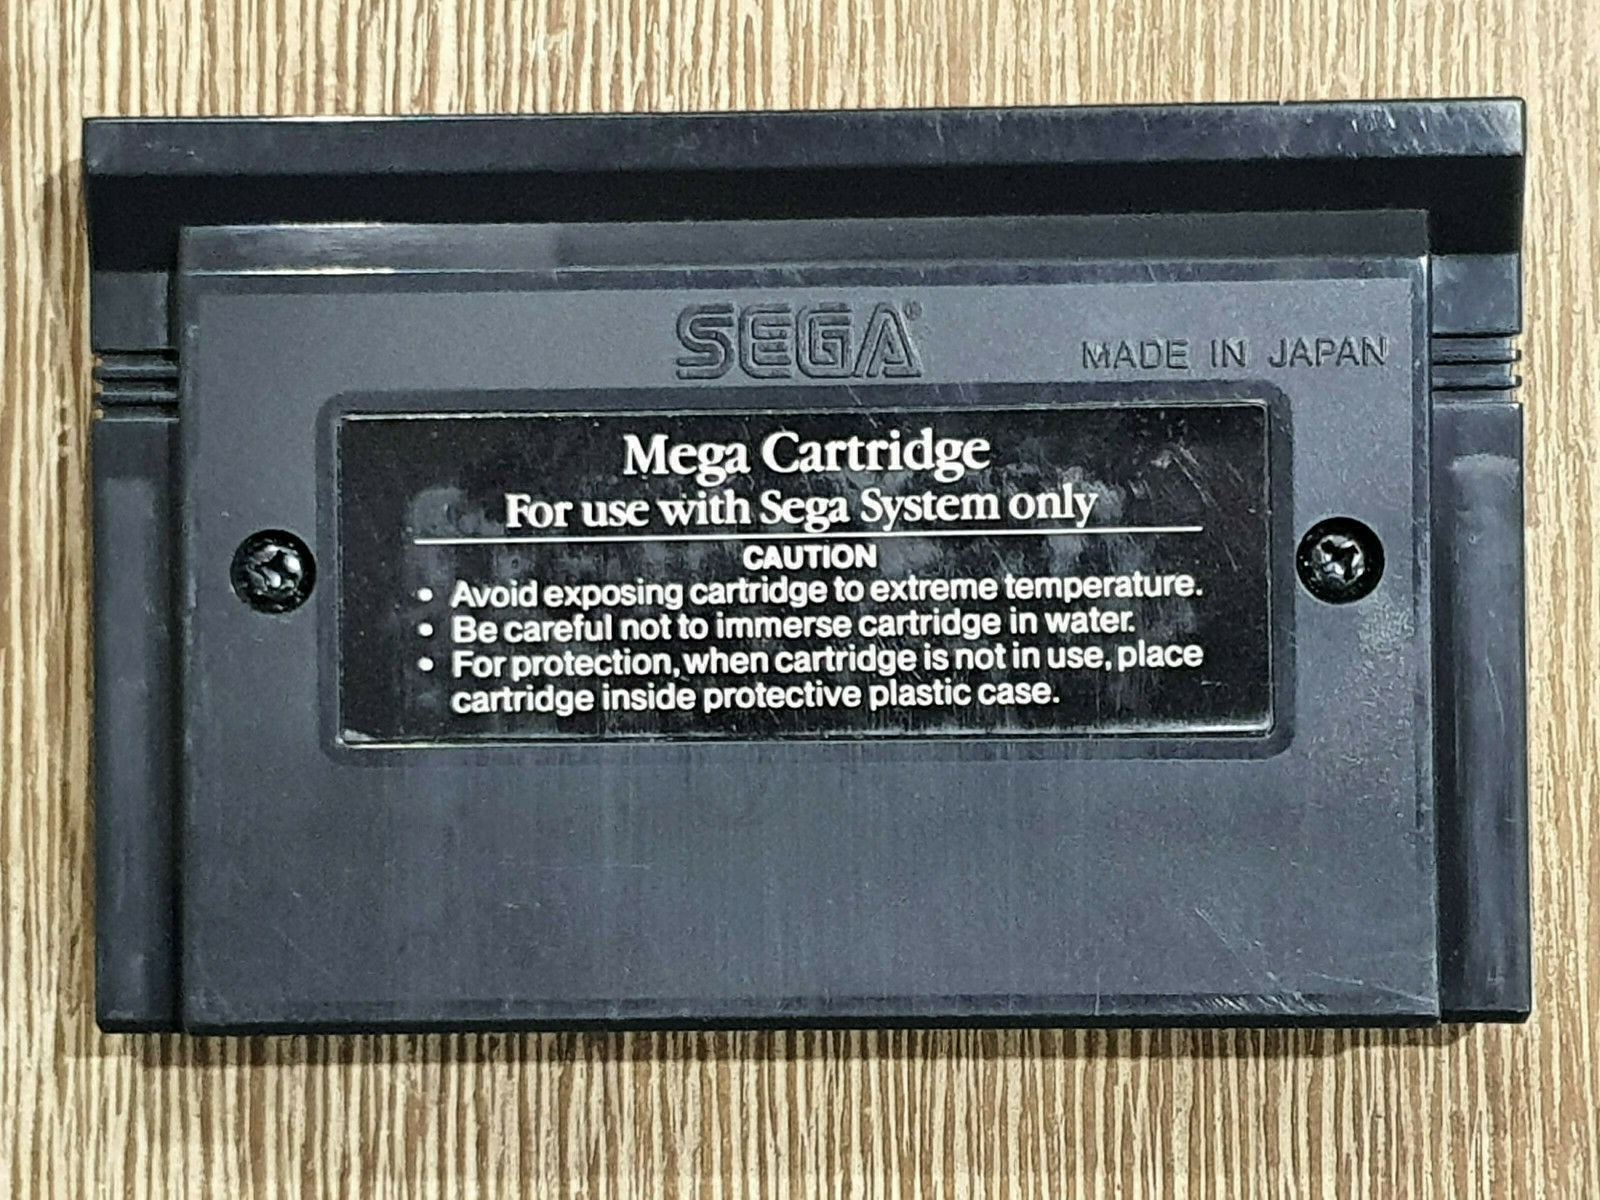 SEGA®
MADE IN JAPAN
Mega Cartridge
For use with Sega System only
CAUTION
• Avoid exposing cartridge to extreme temperature.
• Be careful not to immerse cartridge in water.
• For protection, when cartridge is not in use, place
cartridge inside protective plastic case.